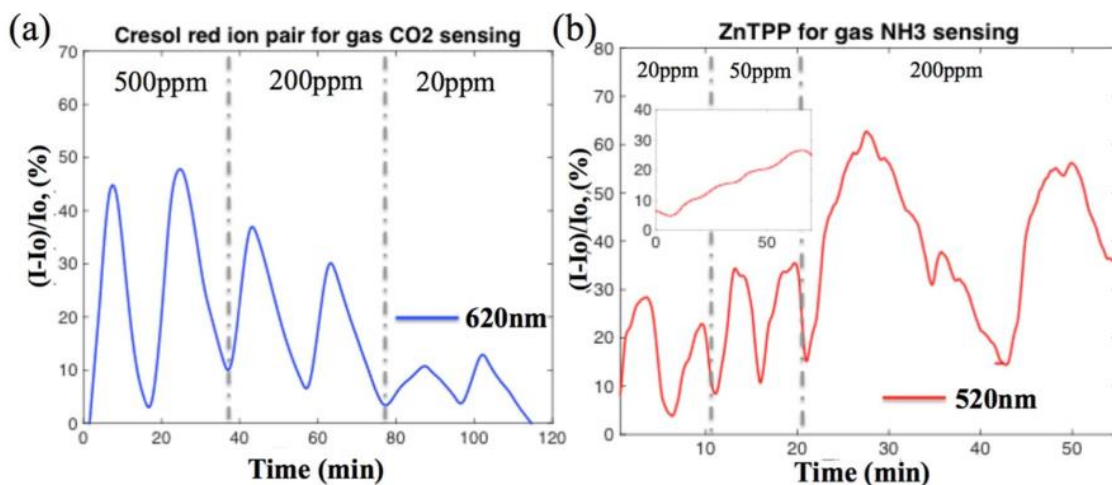 (a)
Cresol red ion pair for gas CO2 sensing
70
60
50
40
30
20
10
0
(I-Io)/Io, (%)
500ppm
200ppm
20ppm
620nm
0
20
40
60
80
100
120
Time (min)
(b)
ZnTPP for gas NH3 sensing
80
70
60
50
40
30
20
10
0
(I-Io)/Io, (%)
20ppm
50ppm
200ppm
40
30
20
10
0
0
50
520nm
10
20
30
40
50
Time (min)